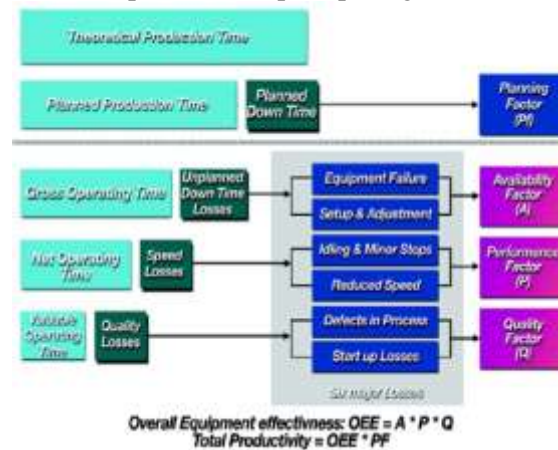 Theoretical Production Time
Planned Production Time
Planned
Down Time
Planning
Factor
(Pf)
Gross Operating Time
Unplanned
Down Time
Losses
Equipment Failure
Setup & Adjustment
Availability
Factor
(A)
Net Operating
Time
Speed
Losses
Idling & Minor Stops
Reduced Speed
Performance
Factor
(P)
Valuable
Operating
Time
Quality
Losses
Defects in Process
Start up Losses
Quality
Factor
(Q)
Six major Losses
Overall Equipment effectivness: OEE = A * P * Q
Total Productivity = OEE * PF